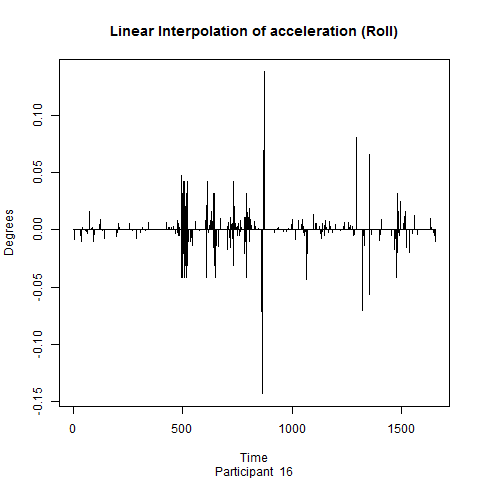 Linear Interpolation of acceleration (Roll)
Degrees
0.10
0.05
0.00
-0.05
-0.10
-0.15
0
500
1000
1500
Time
Participant 16